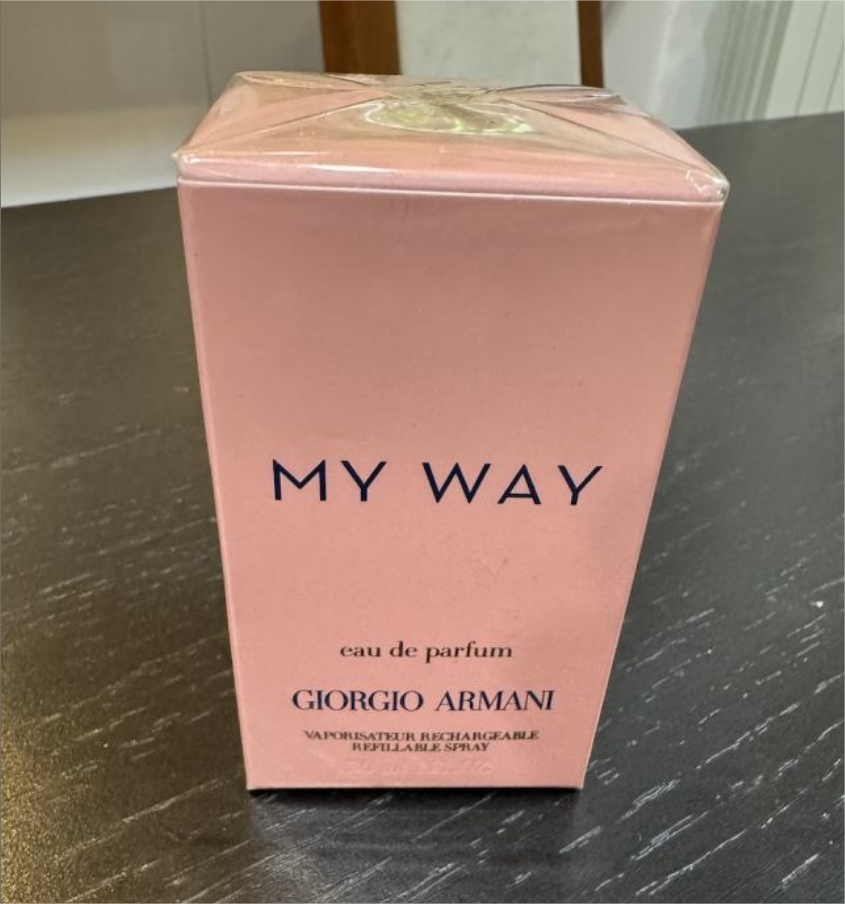 MY WAY
eau de parfum
GIORGIO ARMANI
VAPORISATEUR RECHARGEABLE
REFILLABLE SPRAY